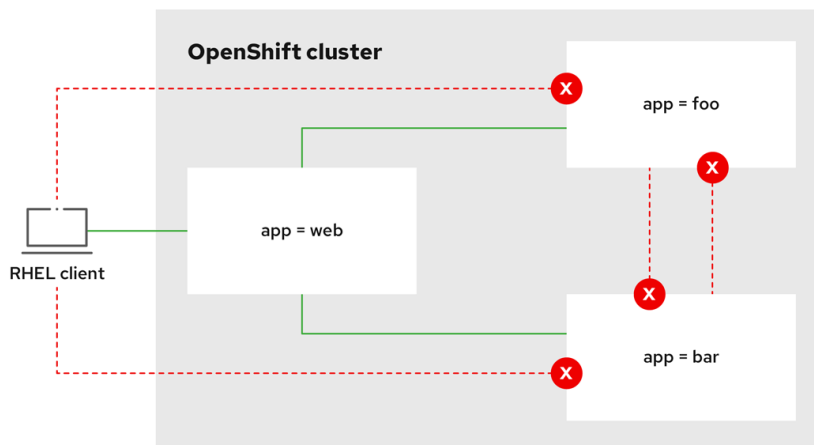 OpenShift cluster
X
app = foo
X
app = web
RHEL client
X
app = bar
X